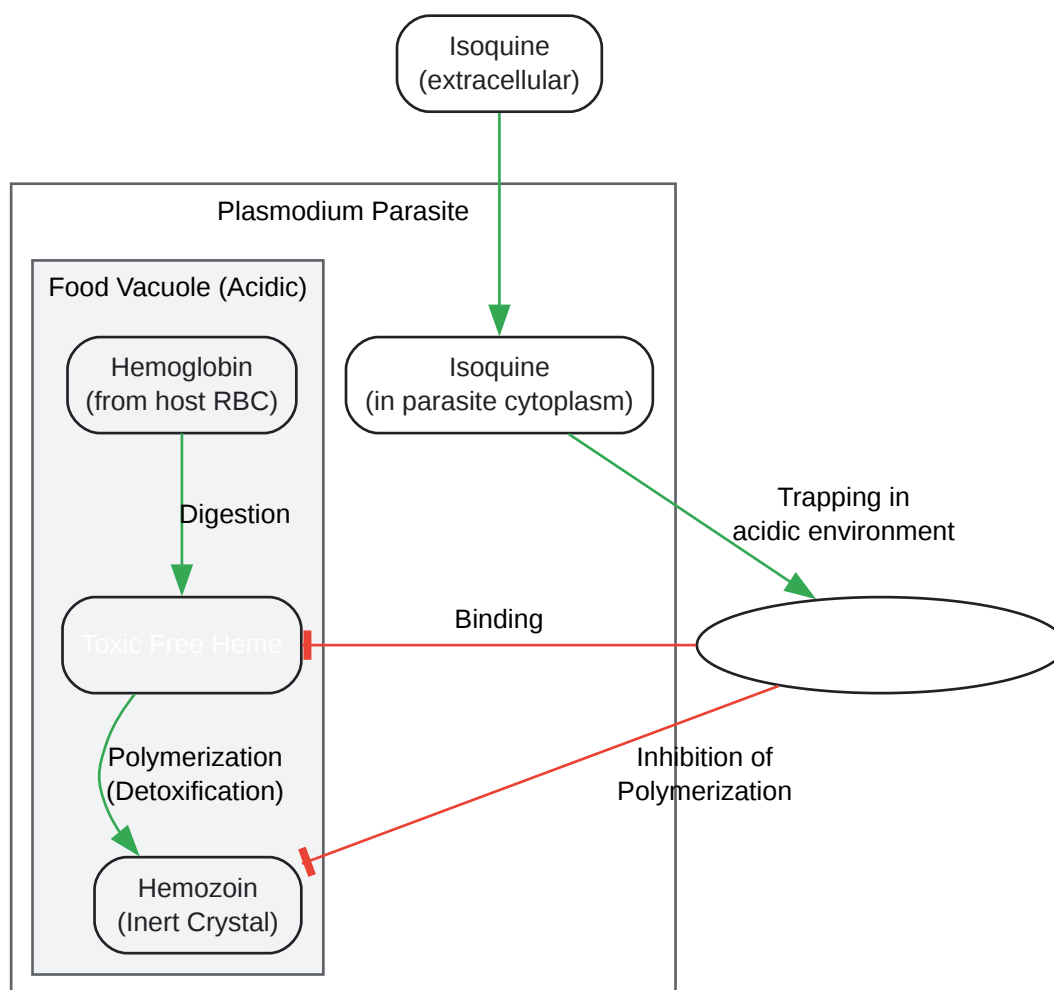 Isoquine
(extracellular)
Plasmodium Parasite
Food Vacuole (Acidic)
Hemoglobin
(from host RBC)
Isoquine
(in parasite cytoplasm)
Digestion
Trapping in
acidic environment
Toxic Free Heme
Binding
Polymerization
(Detoxification)
Inhibition of
Polymerization
Hemozoin
(Inert Crystal)